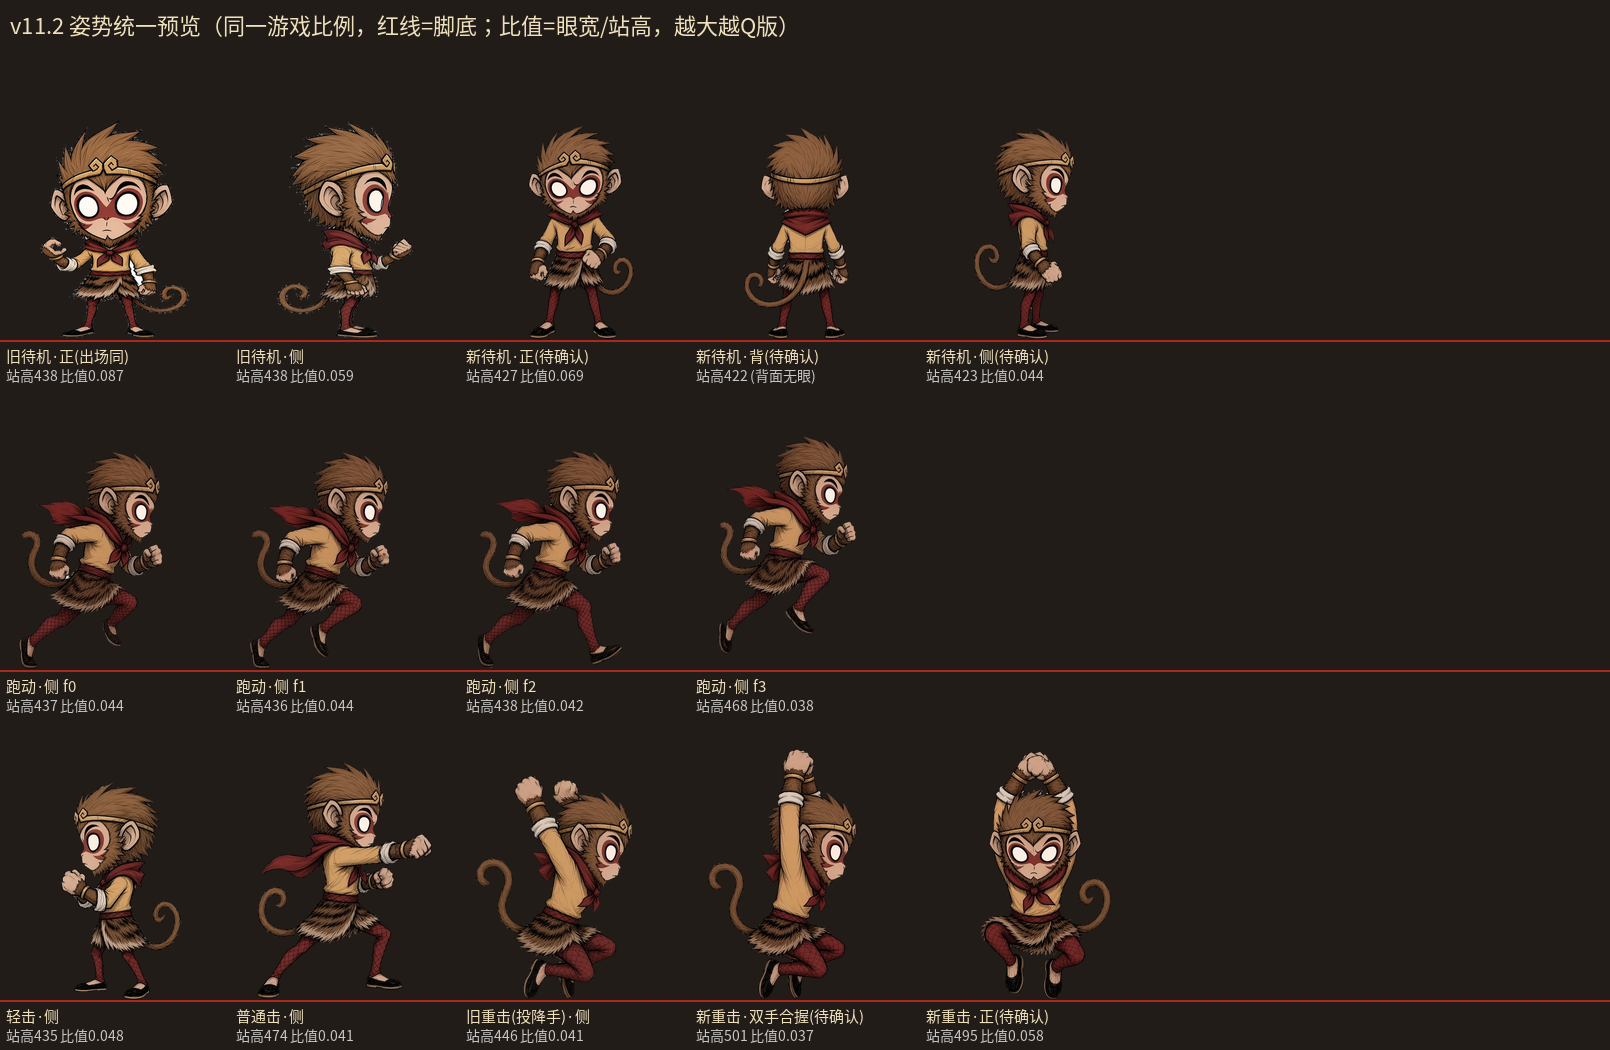 v11.2 姿势统一预览（同一游戏比例，红线=脚底；比值=眼宽/站高，越大越Q版）
旧待机·正(出场同)
站高438 比值0.087
旧待机·侧
站高438 比值0.059
新待机·正(待确认)
站高427 比值0.069
新待机·背(待确认)
站高422 (背面无眼)
新待机·侧(待确认)
站高423 比值0.044
跑动·侧 f0
站高437 比值0.044
跑动·侧 f1
站高436 比值0.044
跑动·侧 f2
站高438 比值0.042
跑动·侧 f3
站高468 比值0.038
轻击·侧
站高435 比值0.048
普通击·侧
站高474 比值0.041
旧重击(投降手)·侧
站高446 比值0.041
新重击·双手合握(待确认)
站高501 比值0.037
新重击·正(待确认)
站高495 比值0.058